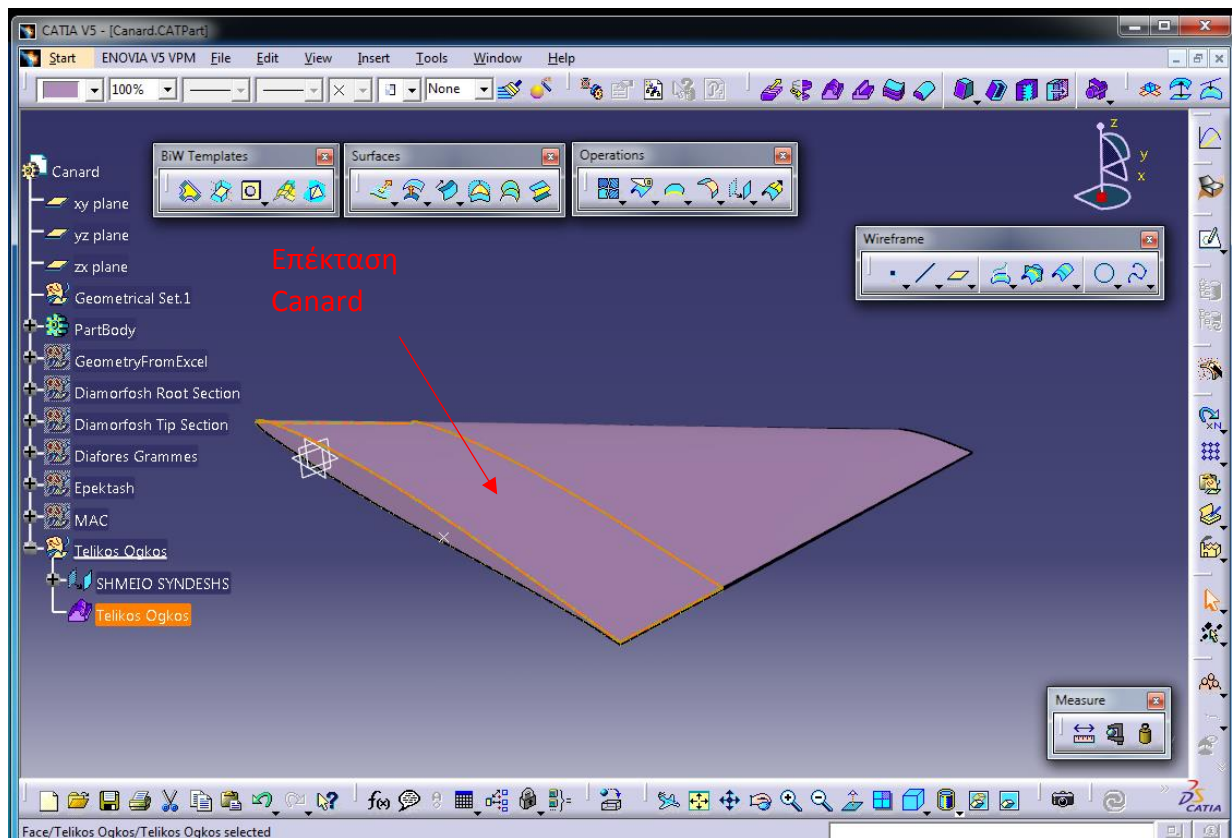 CATIA V5 - [Canard.CATPart]
Start ENOVIA V5 VPM File Edit View Insert Tools Window Help
100% None
BiW Templates Surfaces Operations
Canard
xy plane
yz plane
zx plane
Geometrical Set.1
PartBody
GeometryFromExcel
Diamorfosh Root Section
Diamorfosh Tip Section
Diafores Grammes
Epektash
MAC
Telikos Ogkos
SHMEIO SYNDESHS
Telikos Ogkos
Επέκταση
Canard
z
y
x
Wireframe
Measure
f(x)
CATIA
Face/Telikos Ogkos/Telikos Ogkos selected